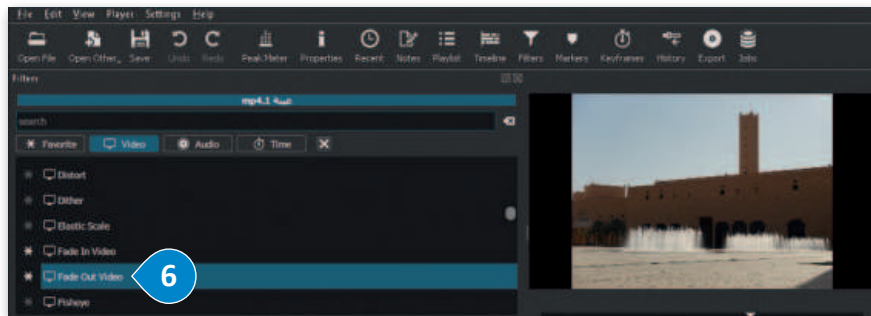 File Edit View Player Settings Help
Open File Open Other... Save Undo Redo Peak Meter Properties Recent Notes Playlist Timeline Filters Markers Keyframes History Export Jobs
Filters
mp4.1 عينة
search
Favorite Video Audio Time
Distort
Dither
Elastic Scale
Fade In Video
Fade Out Video 6
Fisheye